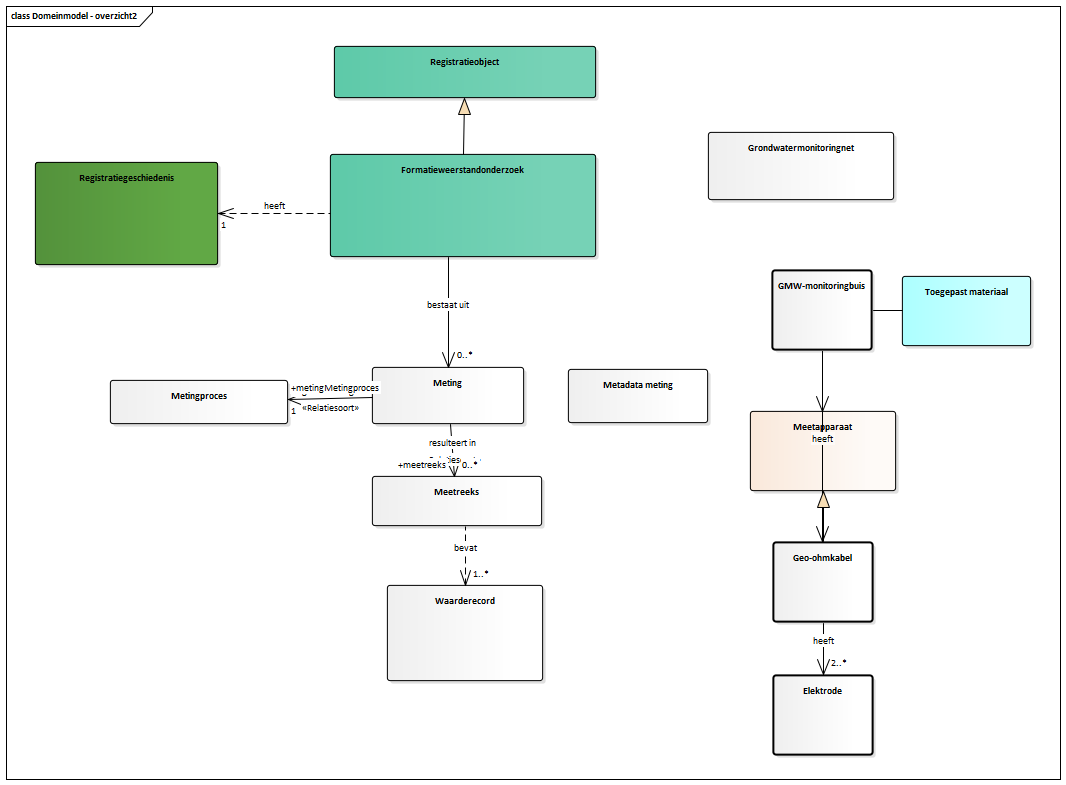 class Domeinmodel - overzicht2
Registratieobject
Grondwatermonitoringnet
Registratiegeschiedenis
Formatieweerstandonderzoek
heeft
1
GMW-monitoringbuis
Toegepast materiaal
bestaat uit
0..*
Metingproces
+metingMetingproces
1
«Relatiesoort»
Meting
Metadata meting
Meetapparaat
heeft
resulteert in
+meetreeks
0..*
Meetreeks
bevat
1..*
Geo-ohmkabel
Waarderecord
heeft
2..*
Elektrode